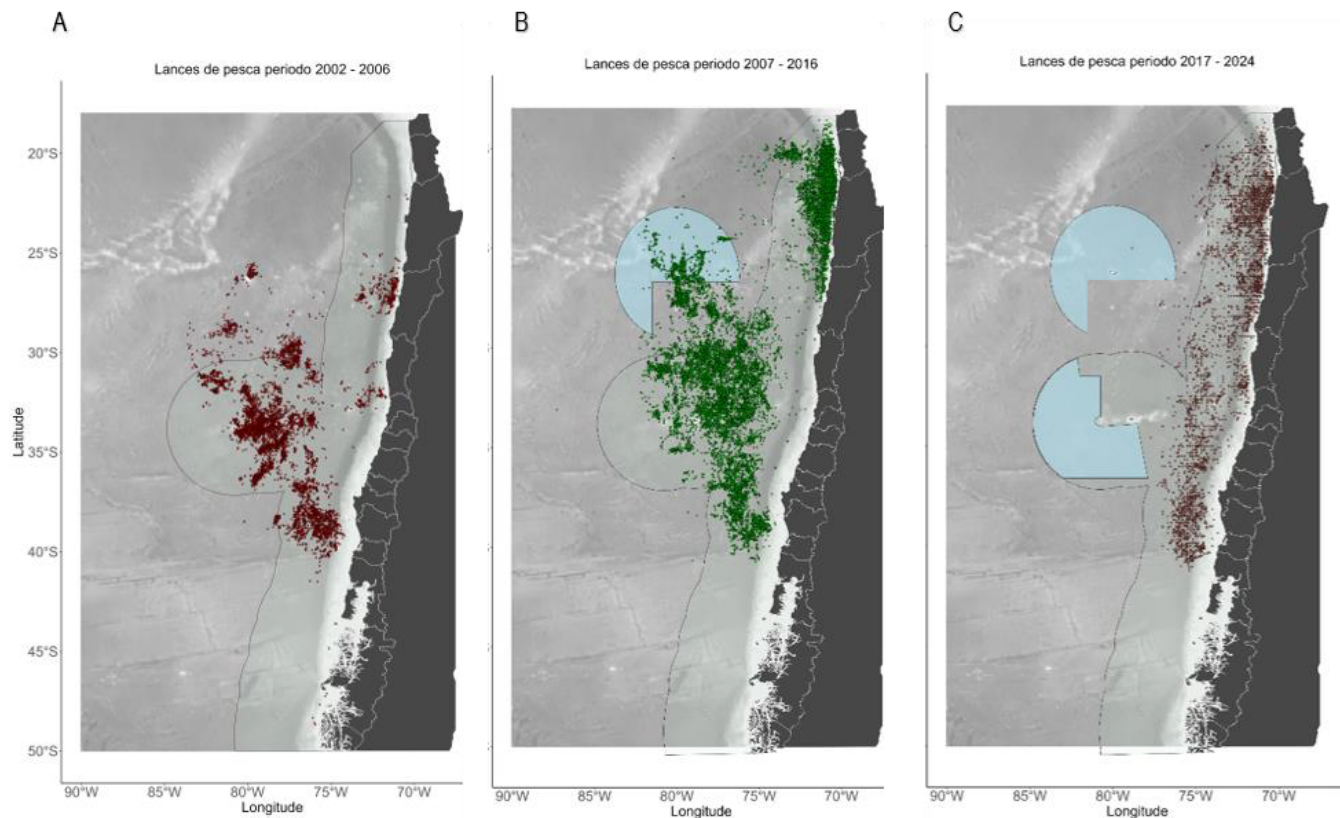 A
B
C
Lances de pesca periodo 2002 - 2006
Lances de pesca periodo 2007 - 2016
Lances de pesca periodo 2017 - 2024
20°S
25°S
30°S
35°S
40°S
45°S
50°S
Latitude
90°W 85°W 80°W 75°W 70°W
Longitude
90°W 85°W 80°W 75°W 70°W
Longitude
90°W 85°W 80°W 75°W 70°W
Longitude